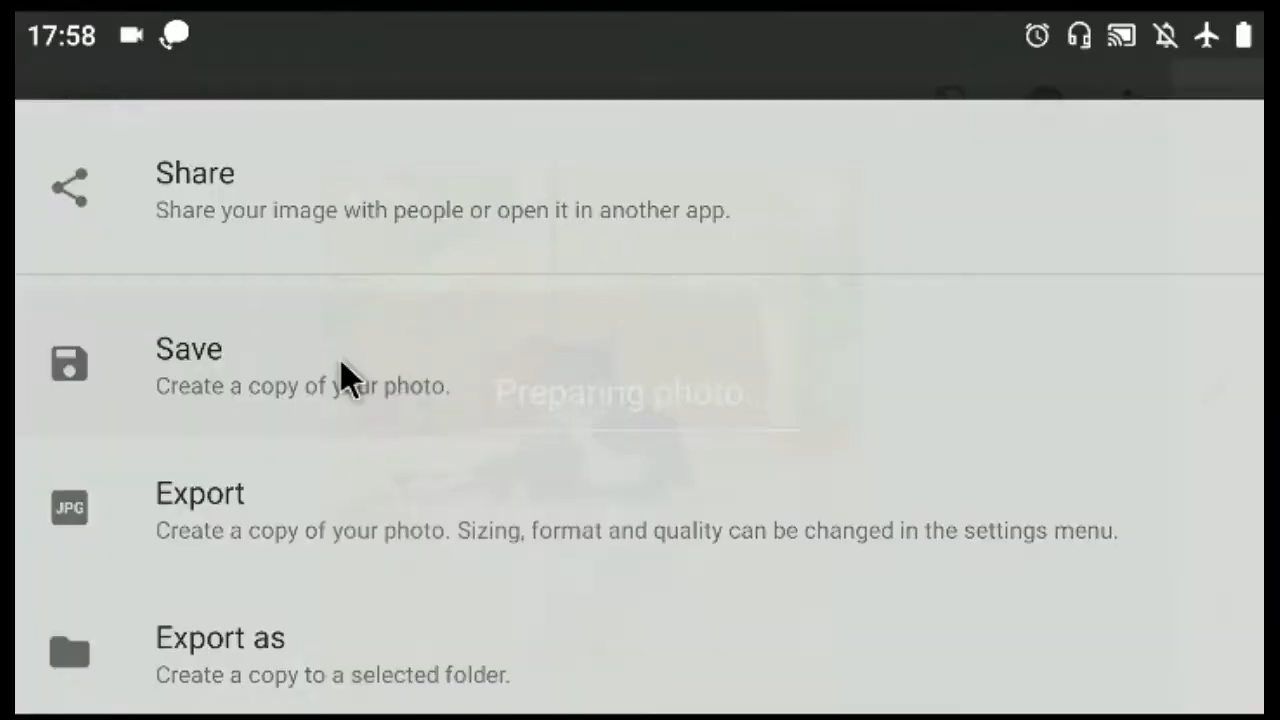 17:58
Share
Share your image with people or open it in another app.
Save
Create a copy of your photo.
Preparing photo...
JPG
Export
Create a copy of your photo. Sizing, format and quality can be changed in the settings menu.
Export as
Create a copy to a selected folder.